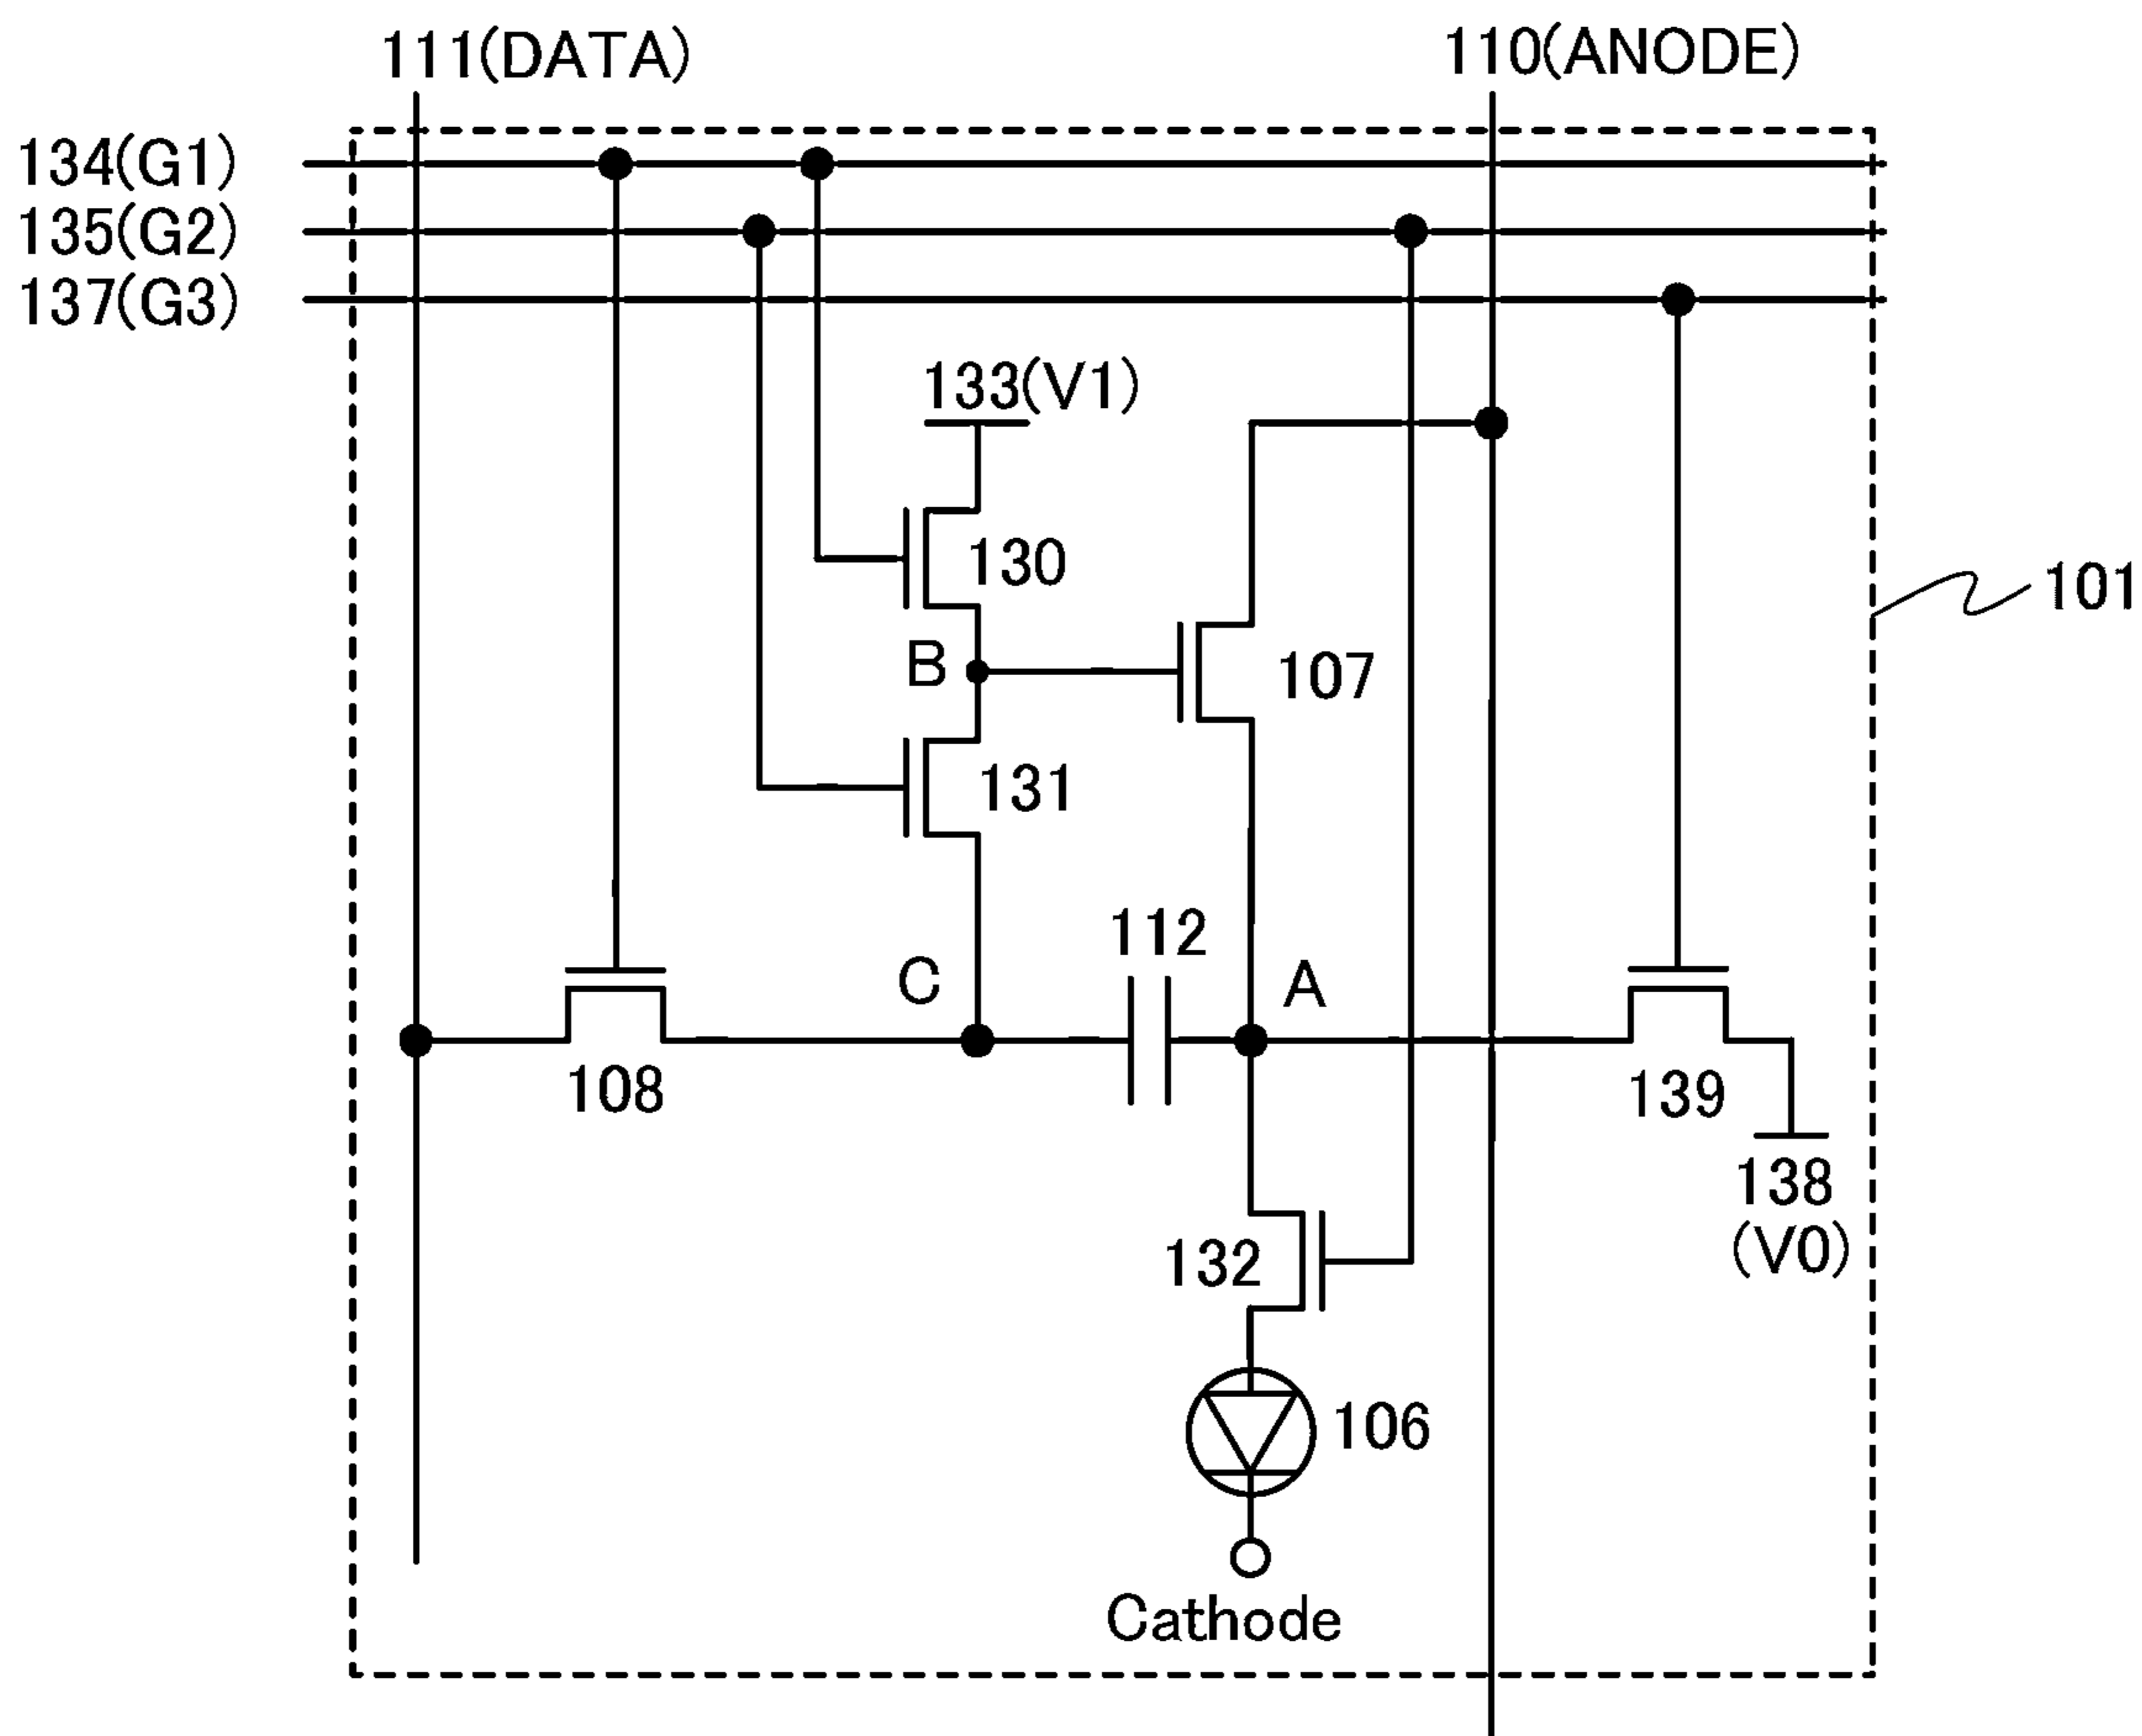 111(DATA)
110(ANODE)
134(G1)
135(G2)
137(G3)
133(V1)
130
101
B
107
131
112
C
A
108
139
138
(V0)
132
106
Cathode